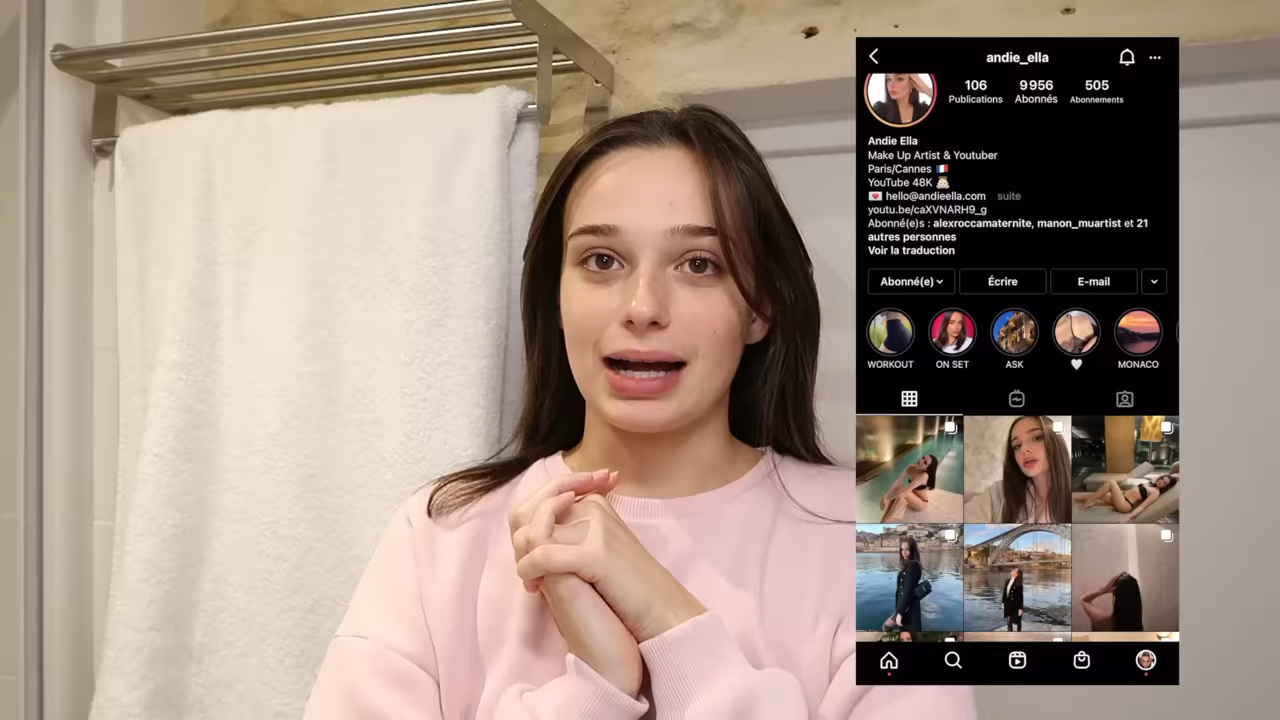 andie_ella
106 9956 505
Publications Abonnés Abonnements
Andie Ella
Make Up Artist & Youtuber
Paris/Cannes 🇫🇷
YouTube 48K 👼🏼
💌 hello@andieella.com suite
youtu.be/caXVNARH9_g
Abonné(e)s : alexroccamaternite, manon_muartist et 21
autres personnes
Voir la traduction
Abonné(e) Écrire E-mail
WORKOUT ON SET ASK 🤍 MONACO